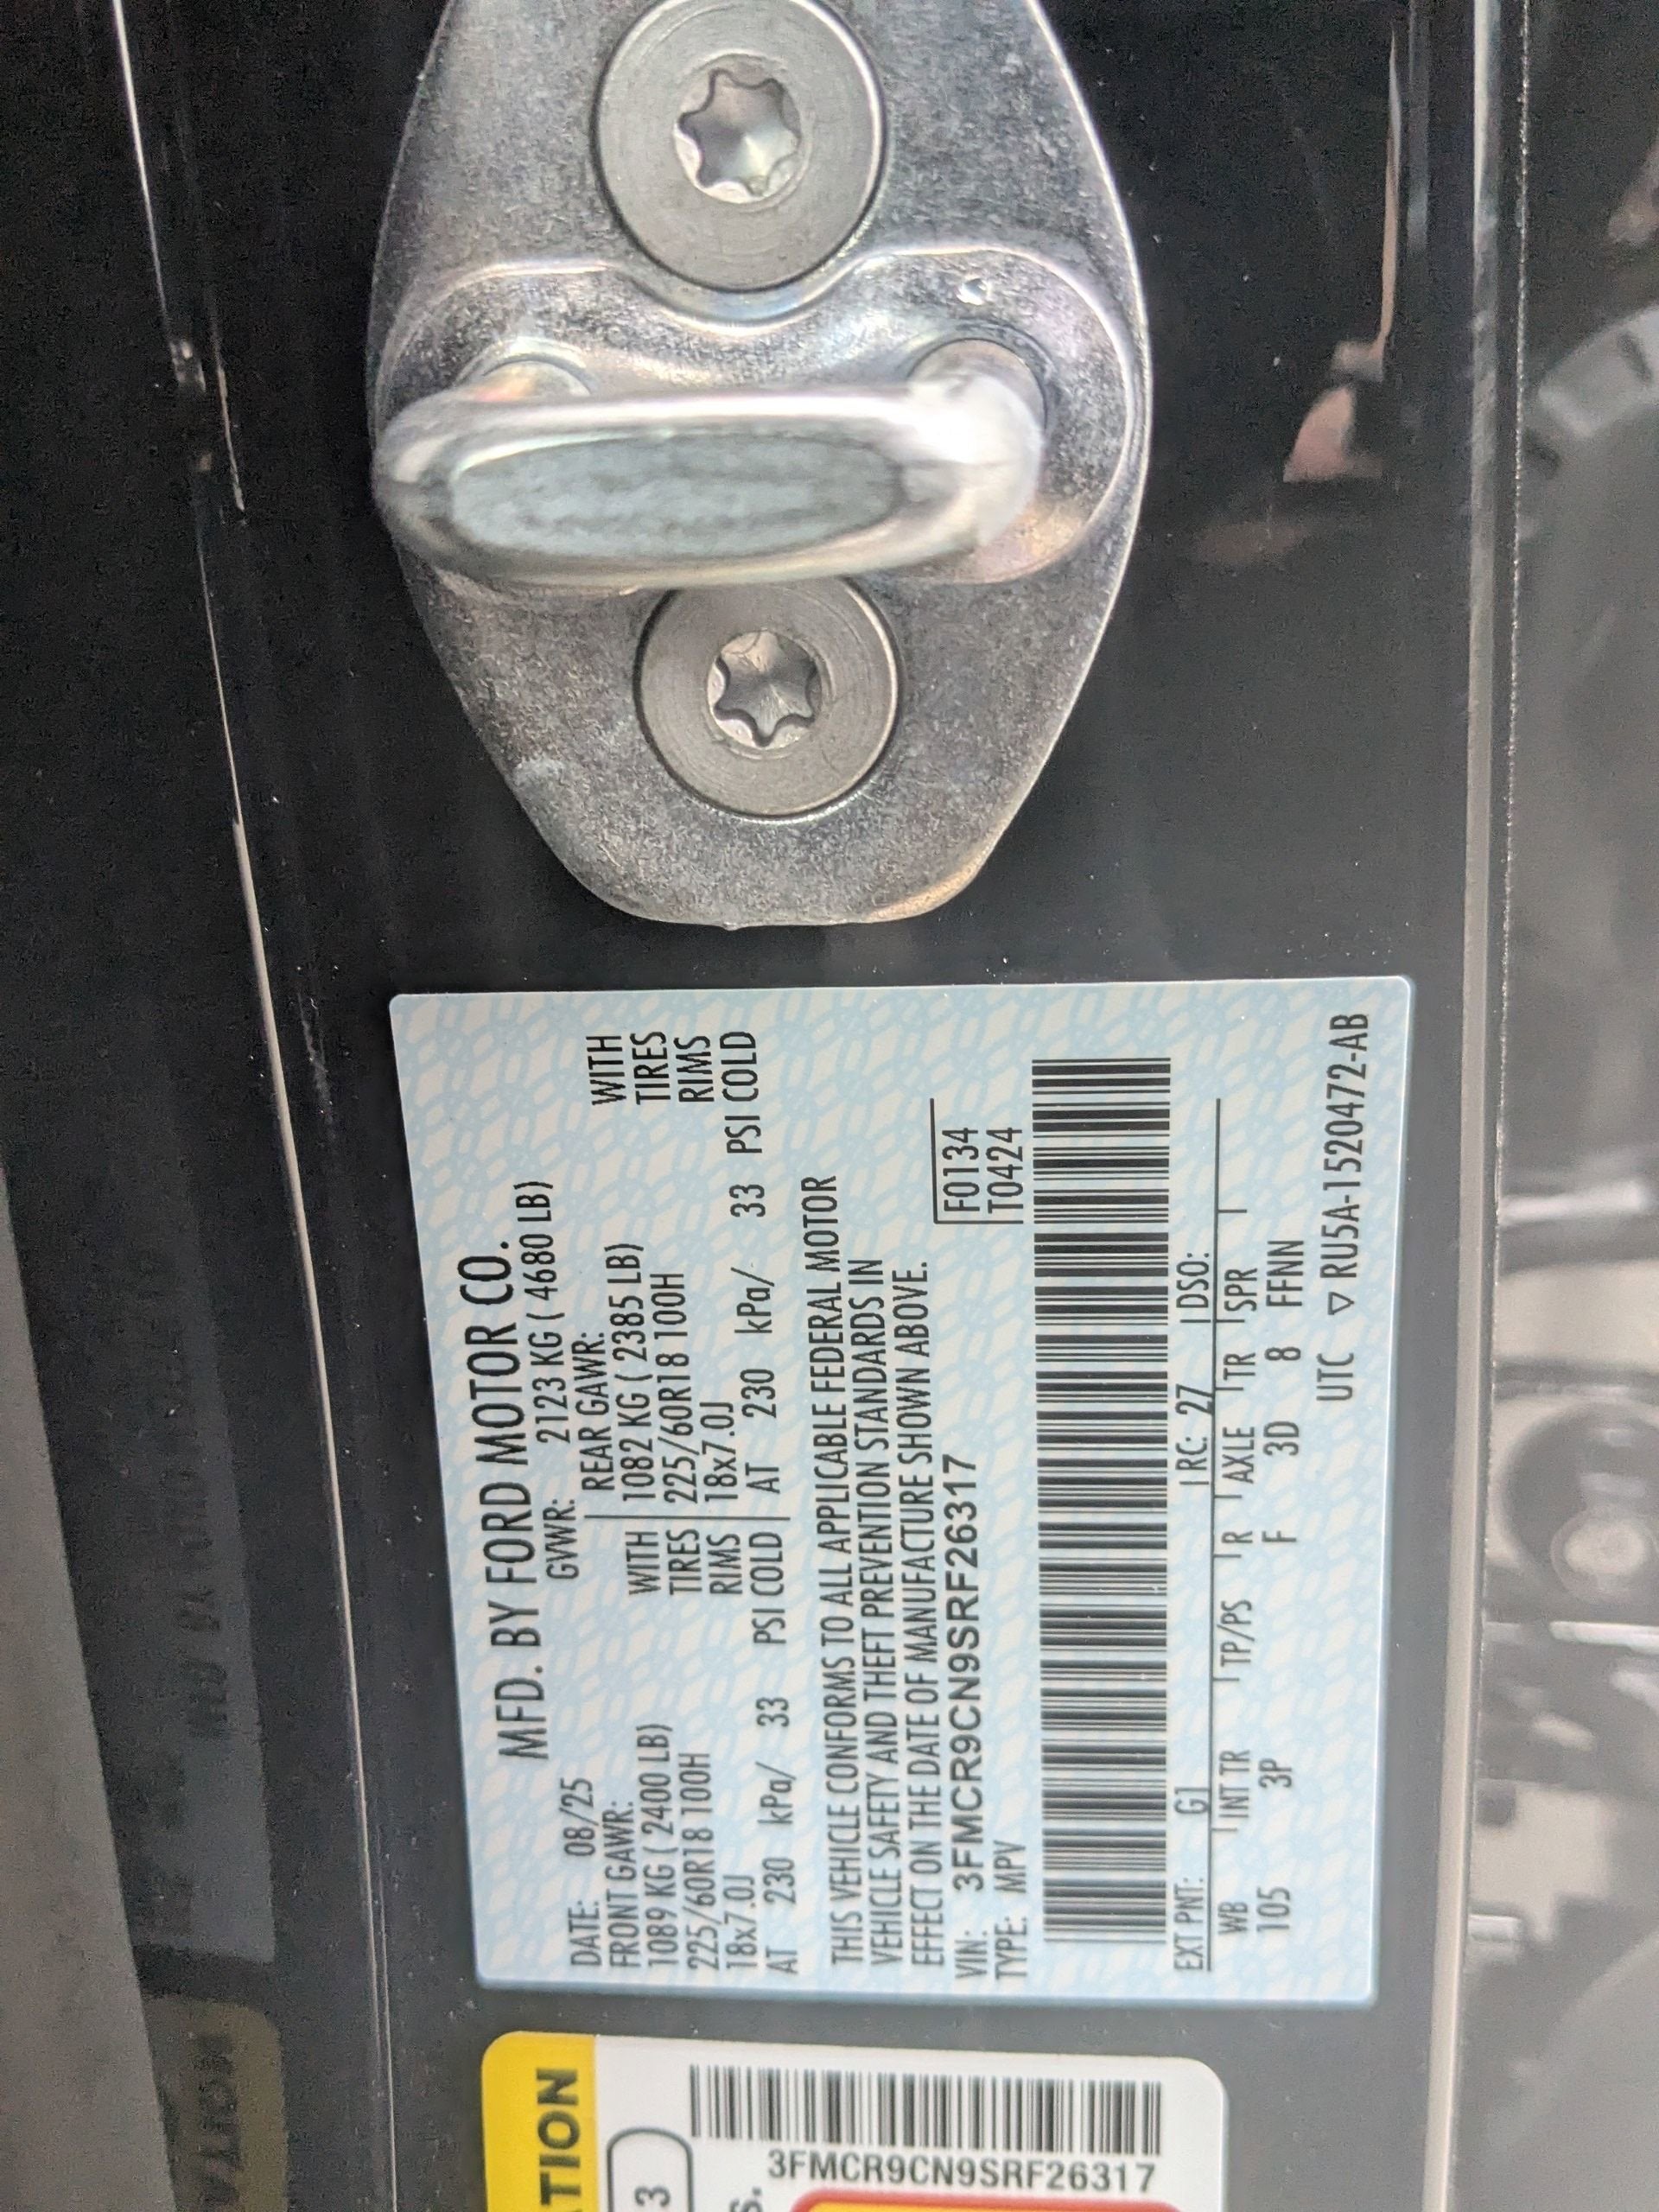 MFD. BY FORD MOTOR CO.
DATE: 08/25 GVWR: 2123 KG ( 4680 LB)
FRONT GAWR: REAR GAWR:
1089 KG ( 2400 LB) WITH 1082 KG ( 2385 LB) WITH
225/60R18 100H TIRES 225/60R18 100H TIRES
18x7.0J RIMS 18x7.0J RIMS
AT 230 kPa/ 33 PSI COLD AT 230 kPa/ 33 PSI COLD
THIS VEHICLE CONFORMS TO ALL APPLICABLE FEDERAL MOTOR
VEHICLE SAFETY AND THEFT PREVENTION STANDARDS IN
EFFECT ON THE DATE OF MANUFACTURE SHOWN ABOVE.
VIN: 3FMCR9CN9SRF26317 F0134
TYPE: MPV T0424
EXT PNT: G1 RC: 27 DSO:
WB INT TR TP/PS R AXLE TR SPR
105 3P F 3D 8 FFNN
UTC ▽ RU5A-1520472-AB
ATION
3
s.
3FMCR9CN9SRF26317